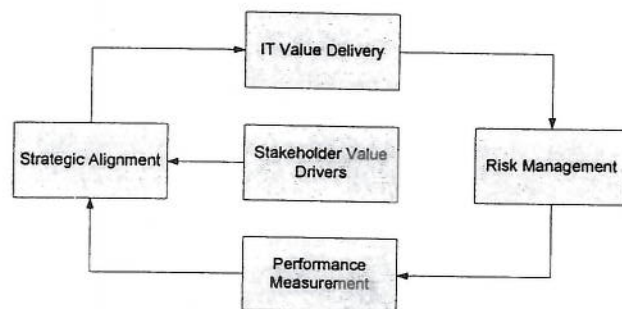 IT Value Delivery
Strategic Alignment
Stakeholder Value
Drivers
Risk Management
Performance
Measurement